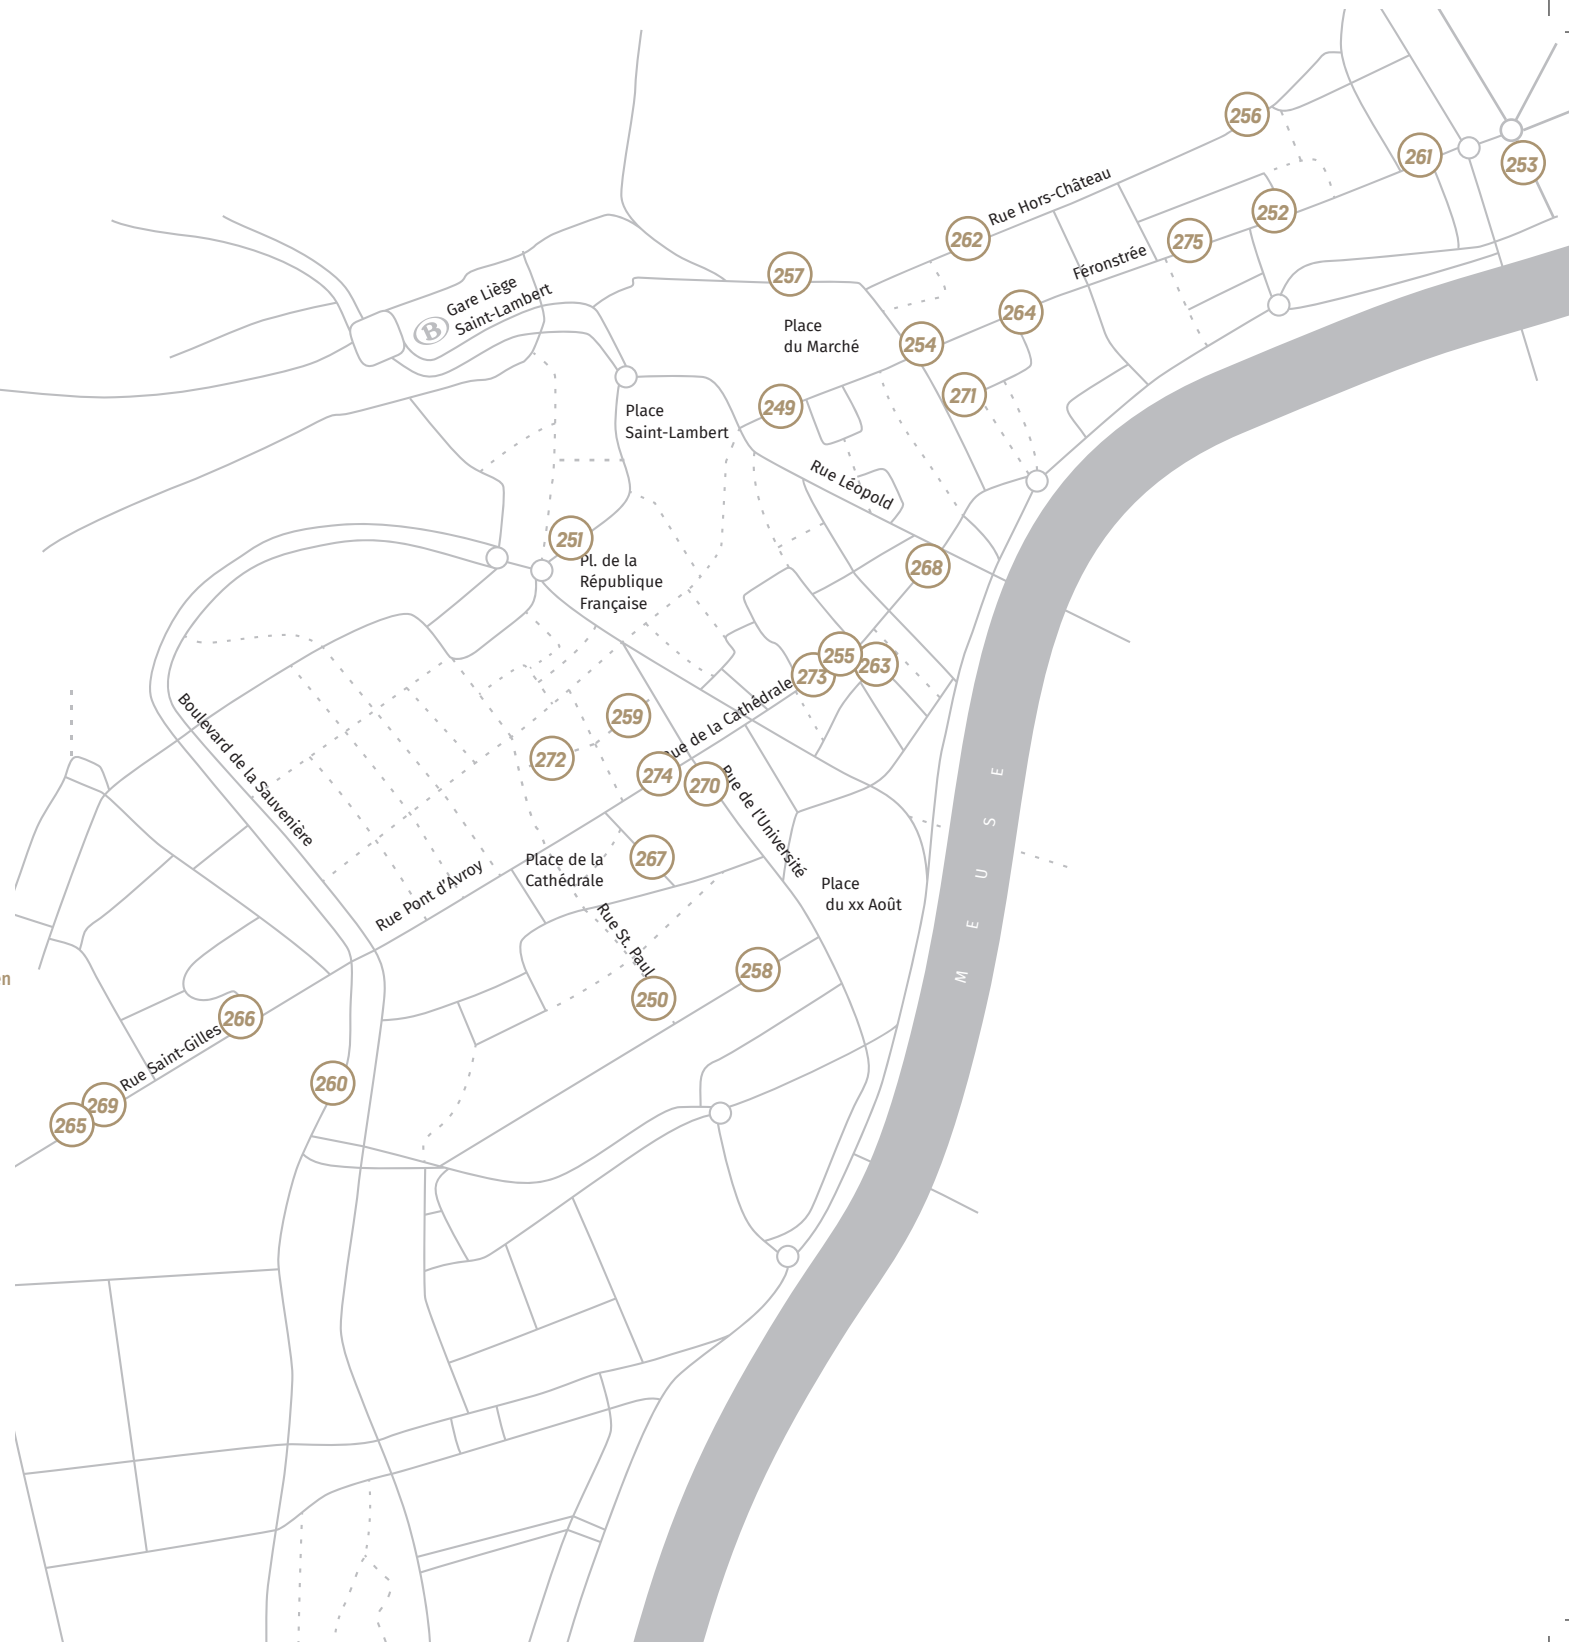 256
261
253
Rue Hors-Château
252
262
275
Féronstrée
257
Gare Liège
Saint-Lambert
B
264
Place
du Marché
254
271
249
Place
Saint-Lambert
Rue Léopold
251
Pl. de la
République
Française
268
255
263
273
Rue de la Cathédrale
259
272
274
270
Boulevard de la Sauvenière
Rue de l'Université
MEUSE
267
Place de la
Cathédrale
Rue Pont d'Avroy
Place
du xx Août
Rue St. Paul
258
250
en
266
Rue Saint-Gilles
260
269
265